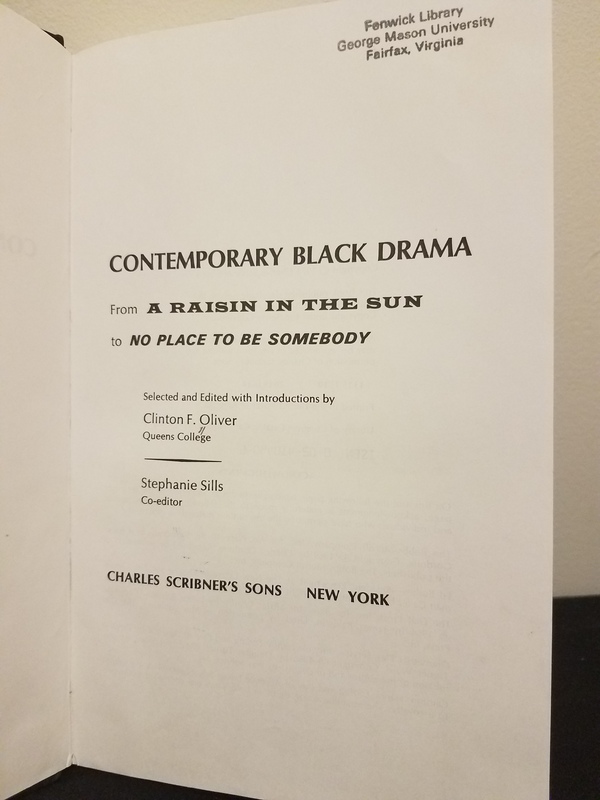 Fenwick Library
George Mason University
Fairfax, Virginia
CONTEMPORARY BLACK DRAMA
From A RAISIN IN THE SUN
to NO PLACE TO BE SOMEBODY
Selected and Edited with Introductions by
Clinton F. Oliver
Queens College
Stephanie Sills
Co-editor
CHARLES SCRIBNER'S SONS NEW YORK